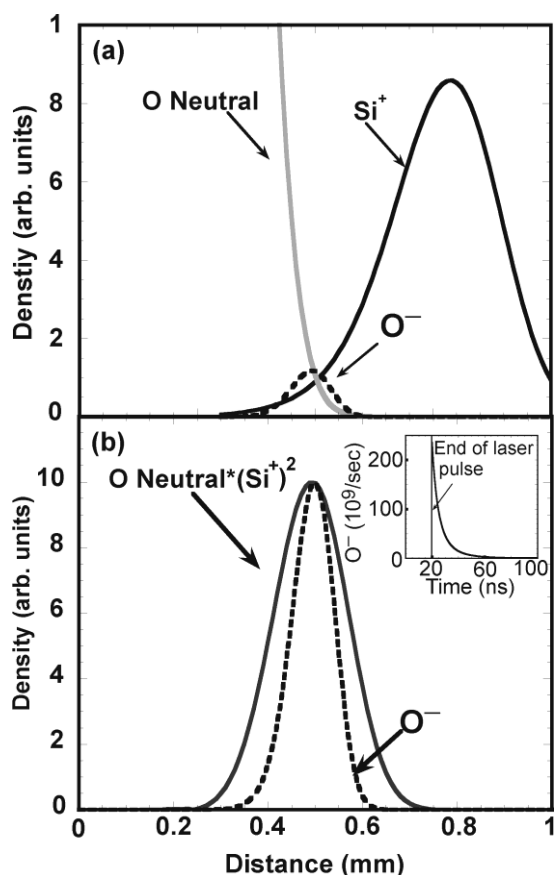 (a)
O Neutral
Si⁺
O⁻
Denstiy (arb. units)
1
8
6
4
2
0
(b)
O Neutral*(Si⁺)²
O⁻
Density (arb. units)
10
8
6
4
2
0
End of laser
pulse
O⁻ (10⁹/sec)
200
100
0
20 60 100
Time (ns)
0 0.2 0.4 0.6 0.8 1
Distance (mm)